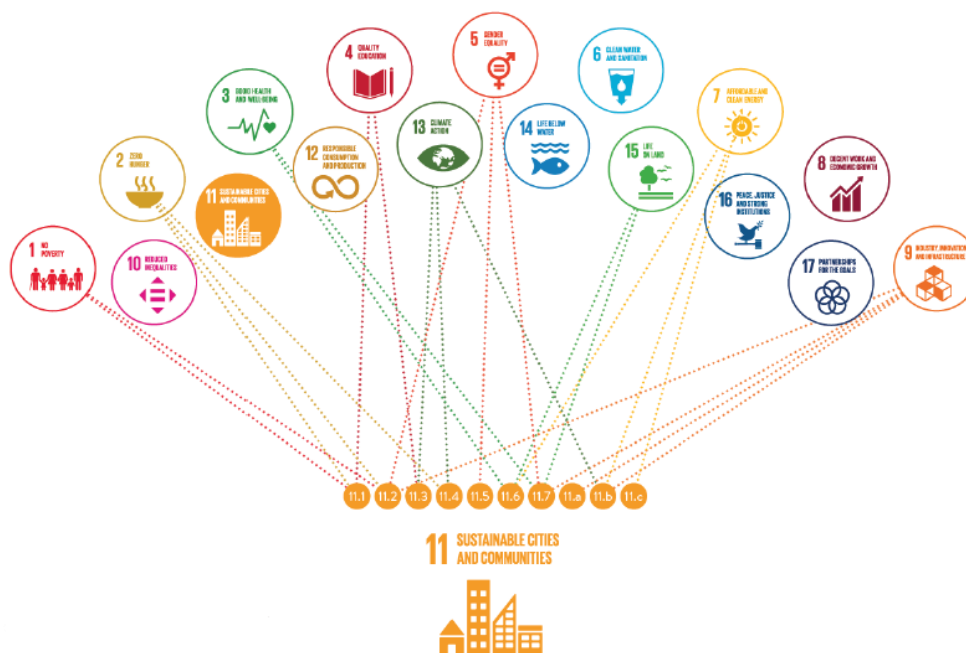 5 GENDER
EQUALITY
4 QUALITY
EDUCATION
6 CLEAN WATER
AND SANITATION
3 GOOD HEALTH
AND WELL-BEING
7 AFFORDABLE AND
CLEAN ENERGY
13 CLIMATE
ACTION
14 LIFE BELOW
WATER
2 ZERO
HUNGER
12 RESPONSIBLE
CONSUMPTION
AND PRODUCTION
15 LIFE
ON LAND
8 DECENT WORK AND
ECONOMIC GROWTH
11 SUSTAINABLE CITIES
AND COMMUNITIES
16 PEACE, JUSTICE
AND STRONG
INSTITUTIONS
1 NO
POVERTY
10 REDUCED
INEQUALITIES
17 PARTNERSHIPS
FOR THE GOALS
9 INDUSTRY, INNOVATION
AND INFRASTRUCTURE
11.1 11.2 11.3 11.4 11.5 11.6 11.7 11.a 11.b 11.c
11 SUSTAINABLE CITIES
AND COMMUNITIES